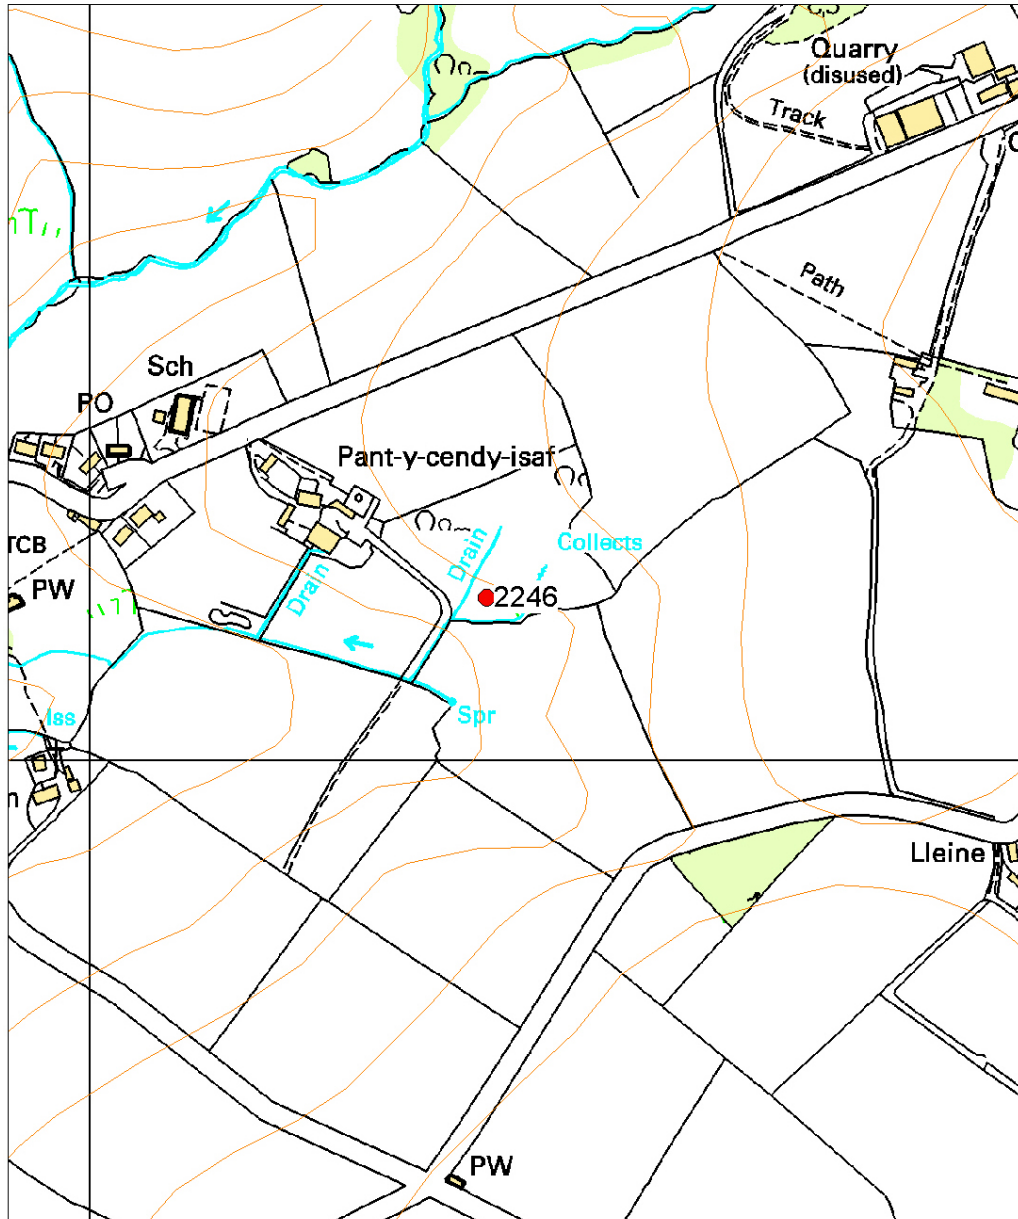 Quarry
(disused)
Track
Path
Sch
PO
Pant-y-cendy-isaf
Drain
Collects
TCB
Drain
PW
2246
Iss
Spr
Lleine
PW